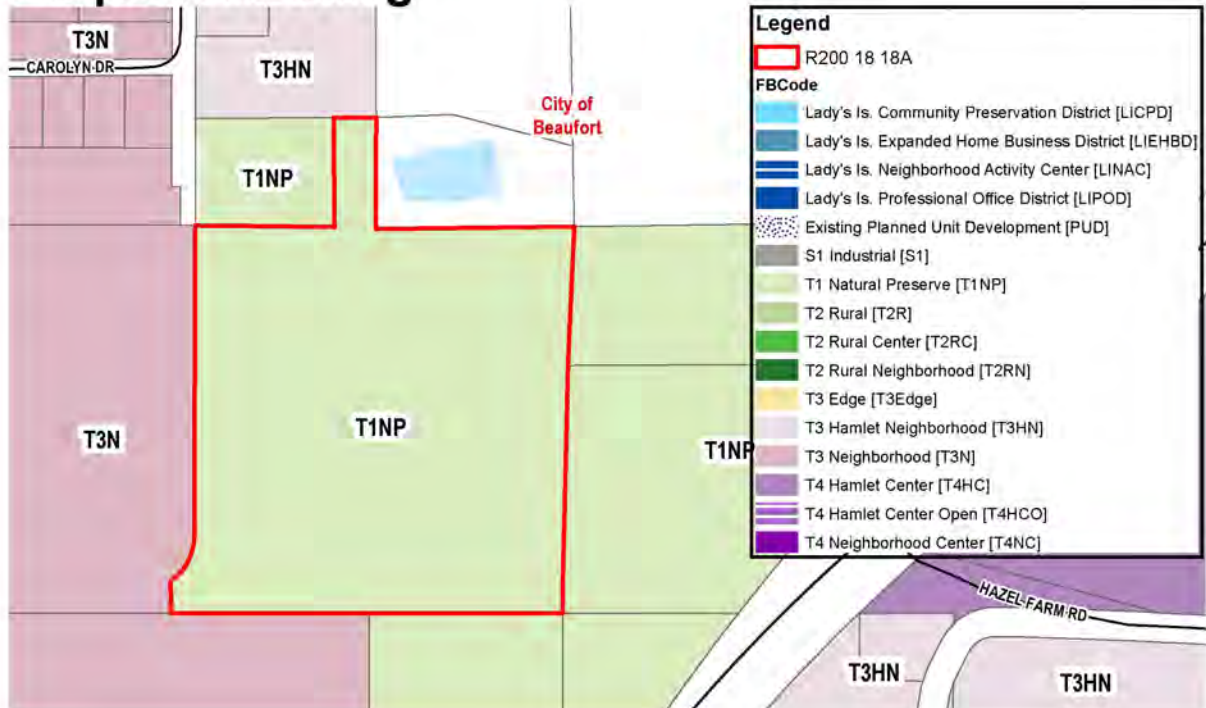 Legend
R200 18 18A
FBCode
Lady's Is. Community Preservation District [LICPD]
Lady's Is. Expanded Home Business District [LIEHBD]
Lady's Is. Neighborhood Activity Center [LINAC]
Lady's Is. Professional Office District [LIPOD]
Existing Planned Unit Development [PUD]
S1 Industrial [S1]
T1 Natural Preserve [T1NP]
T2 Rural [T2R]
T2 Rural Center [T2RC]
T2 Rural Neighborhood [T2RN]
T3 Edge [T3Edge]
T3 Hamlet Neighborhood [T3HN]
T3 Neighborhood [T3N]
T4 Hamlet Center [T4HC]
T4 Hamlet Center Open [T4HCO]
T4 Neighborhood Center [T4NC]
T3N
CAROLYN DR
T3HN
City of
Beaufort
T1NP
T1NP
T3N
T1NP
HAZEL FARM RD
T3HN
T3HN